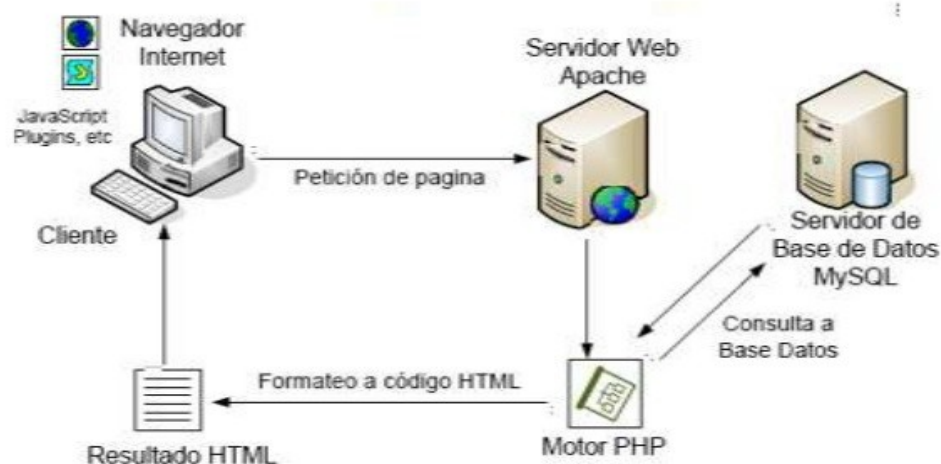 Navegador
Internet
JavaScript
Plugins, etc
Cliente
Servidor Web
Apache
Petición de pagina
Servidor de
Base de Datos
MySQL
Consulta a
Base Datos
Formateo a código HTML
Resultado HTML
Motor PHP